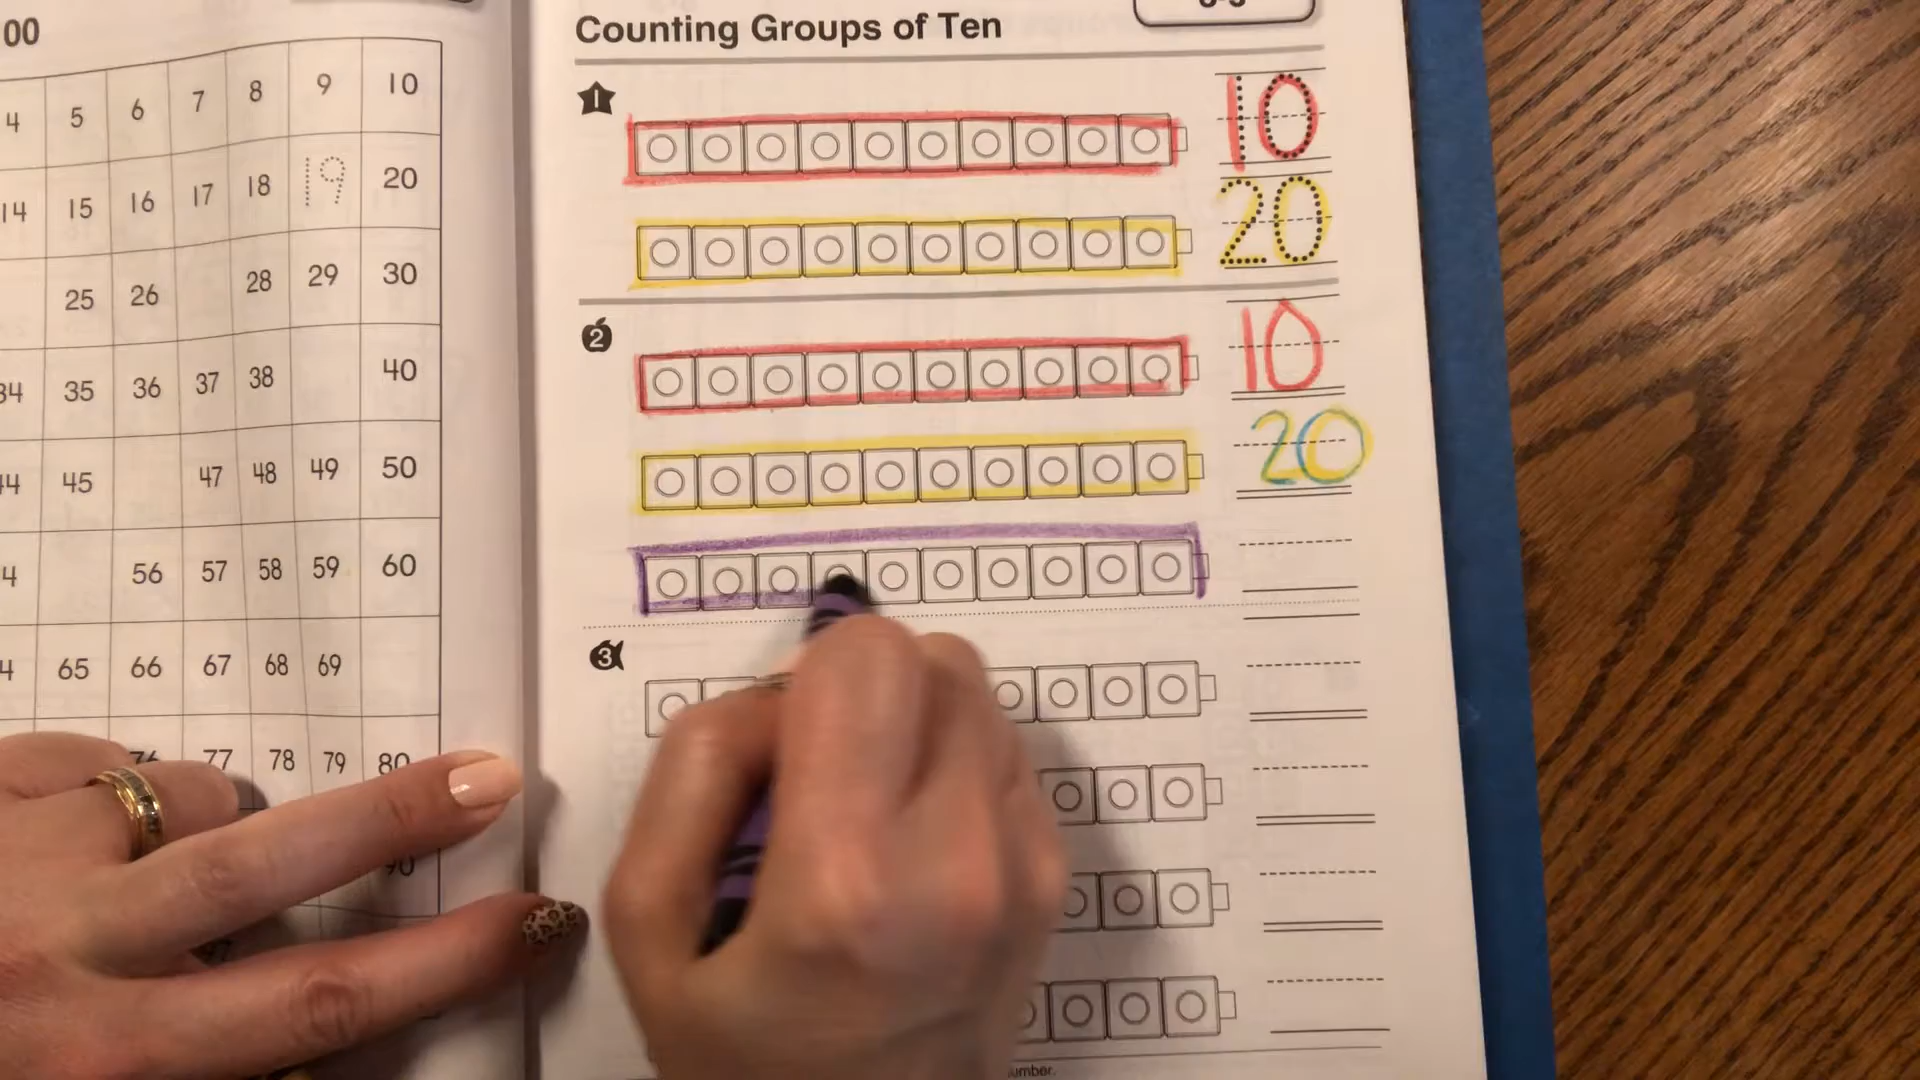 00
4 5 6 7 8 9 10
14 15 16 17 18 19 20
25 26 28 29 30
34 35 36 37 38 40
44 45 47 48 49 50
4 56 57 58 59 60
4 65 66 67 68 69
76 77 78 79 80
90
97
Counting Groups of Ten
1
10
20
2
10
20
3
umber.